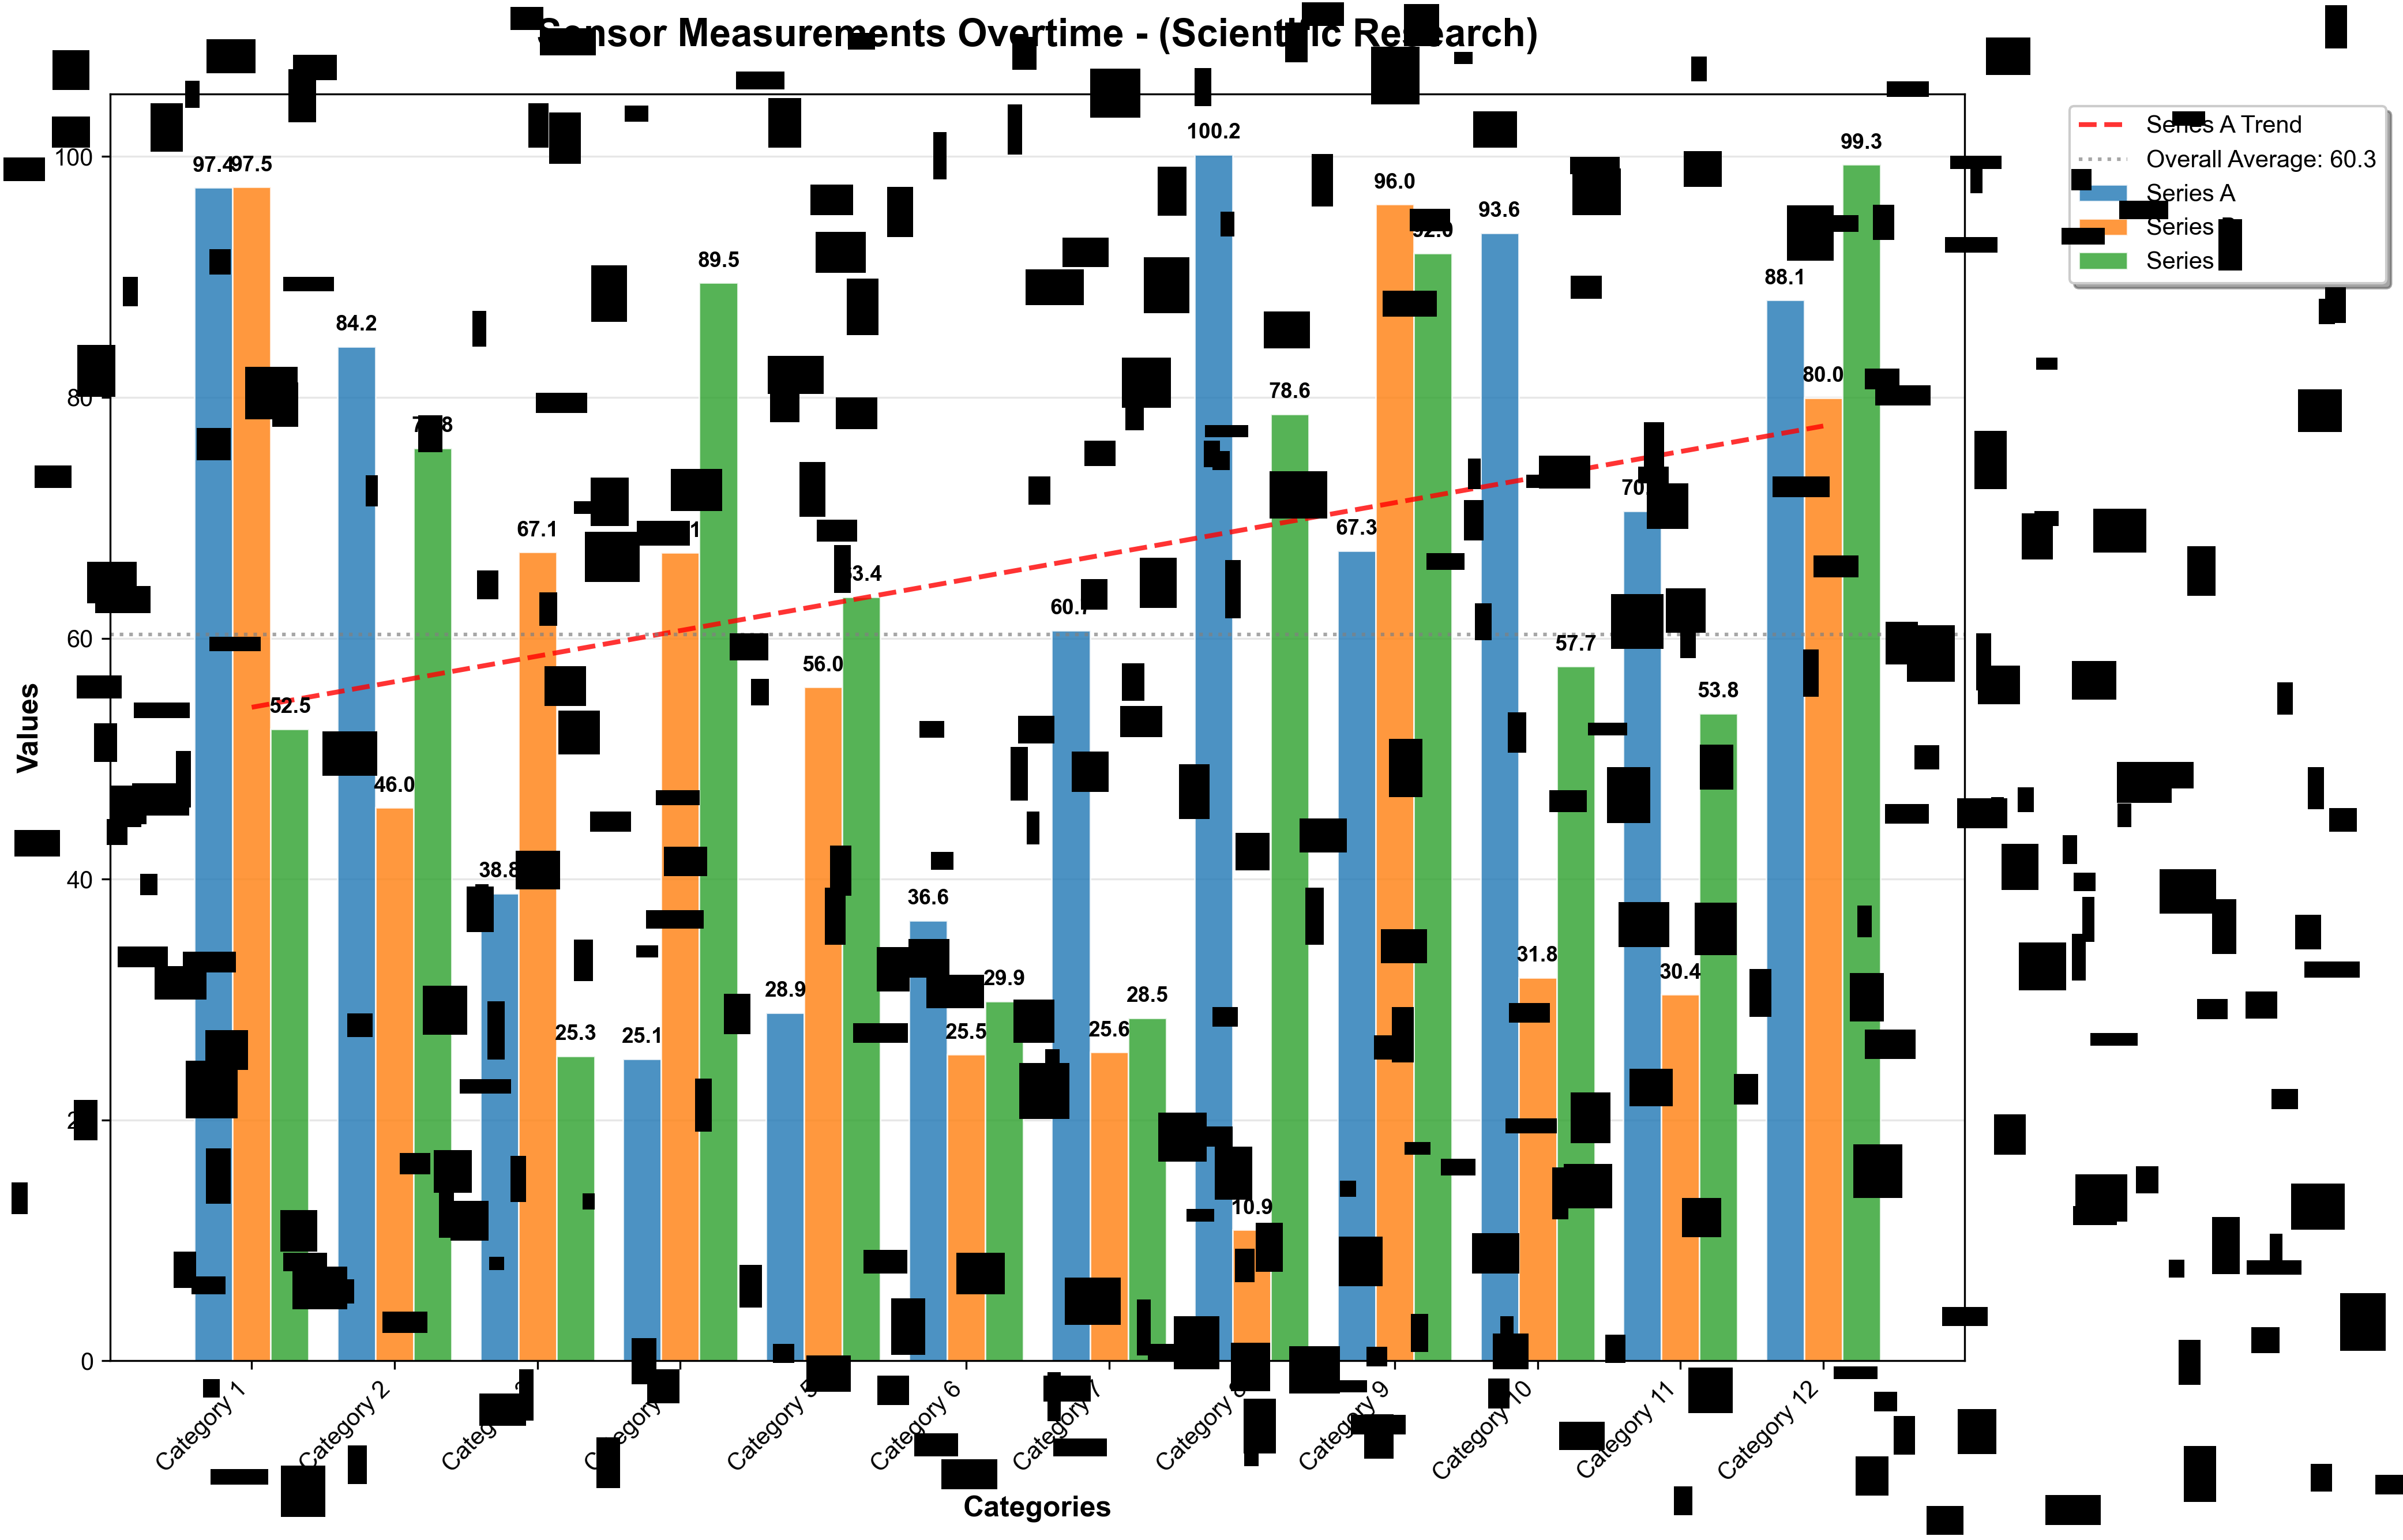 Measurements Overtime - (Scientific Research)
Series A Trend
Overall Average: 60.3
Series A
Series
Series
100.2
99.3
97.4
97.5
96.0
93.6
89.5
88.1
84.2
80.0
78.6
67.1
67.3
57.7
56.0
53.8
52.5
46.0
38.8
36.6
31.8
30.4
29.9
28.9
28.5
25.6
25.5
25.3
25.1
10.9
100
60
40
0
Values
Category 1
Category 2
Category 5
Category 6
Category 8
Category 9
Category 10
Category 11
Category 12
Categories